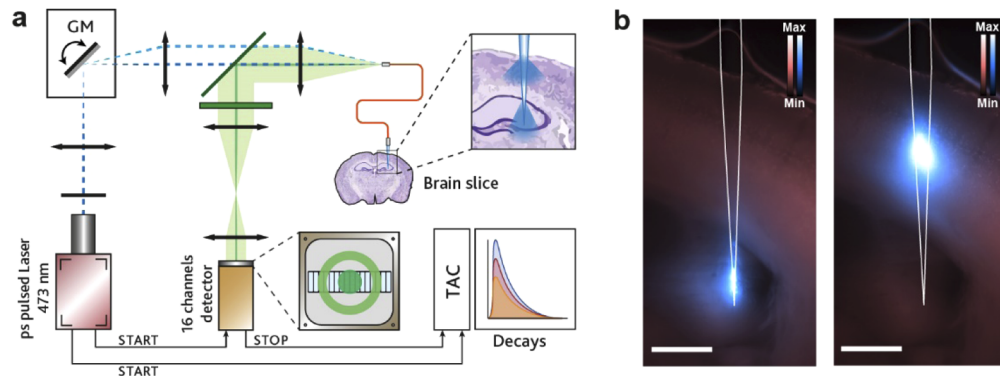 a
GM
ps pulsed Laser
473 nm
16 channels
detector
Brain slice
TAC
Decays
START
STOP
START
b
Max
Min
Max
Min